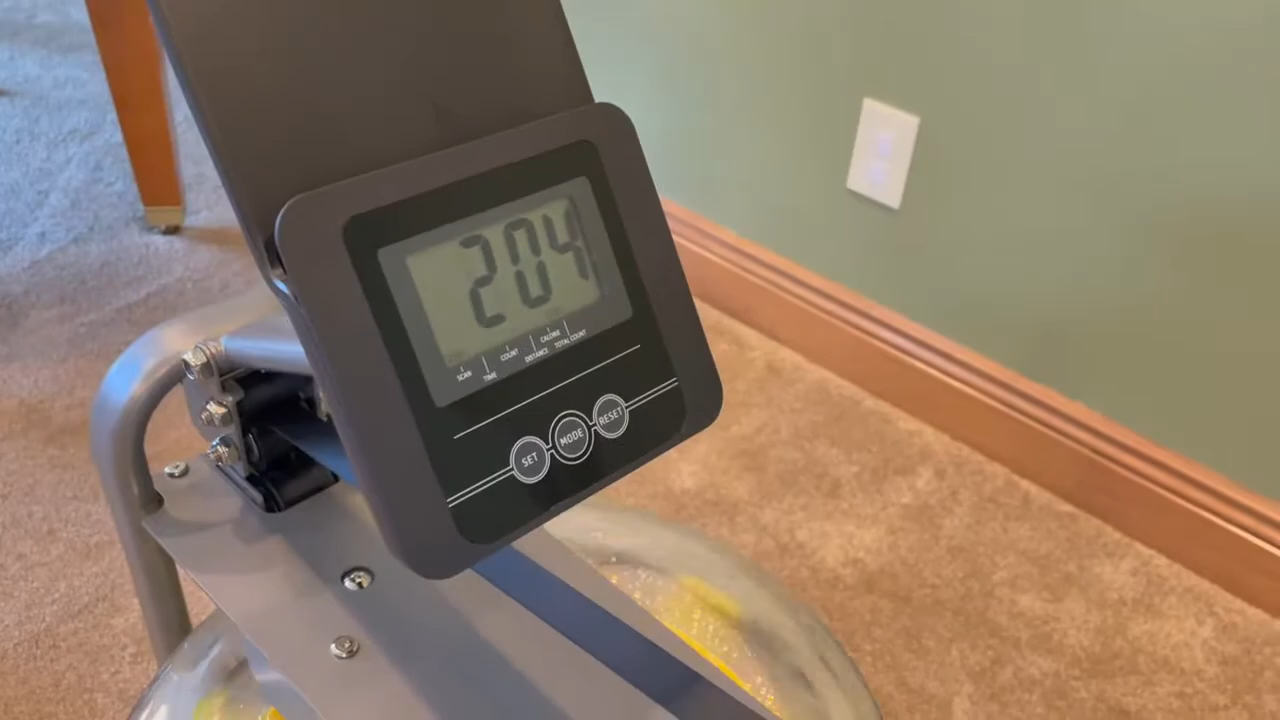 204
SCAN TIME COUNT DISTANCE CALORIE TOTAL COUNT
SET MODE RESET